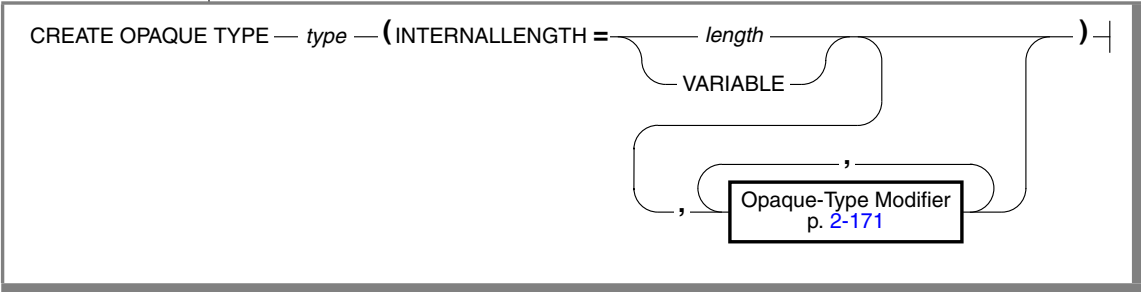 CREATE OPAQUE TYPE type ( INTERNALLENGTH = length )
VARIABLE
,
, Opaque-Type Modifier
p. 2-171